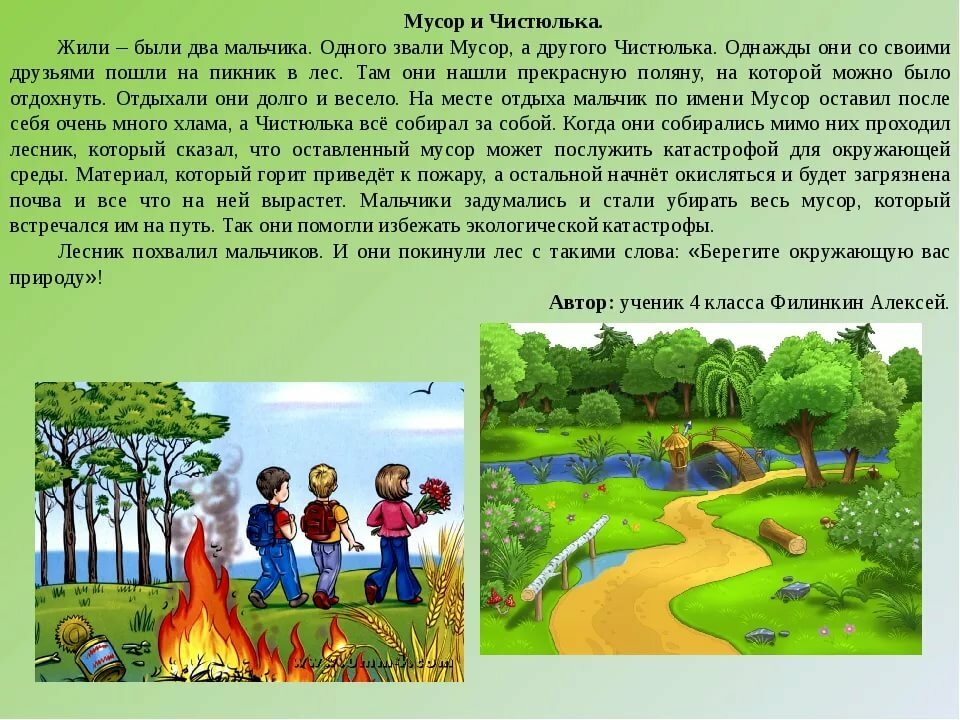 Мусор и Чистюлька.
Жили – были два мальчика. Одного звали Мусор, а другого Чистюлька. Однажды они со своими
друзьями пошли на пикник в лес. Там они нашли прекрасную поляну, на которой можно было
отдохнуть. Отдыхали они долго и весело. На месте отдыха мальчик по имени Мусор оставил после
себя очень много хлама, а Чистюлька всё собирал за собой. Когда они собирались мимо них проходил
лесник, который сказал, что оставленный мусор может послужить катастрофой для окружающей
среды. Материал, который горит приведёт к пожару, а остальной начнёт окисляться и будет загрязнена
почва и все что на ней вырастет. Мальчики задумались и стали убирать весь мусор, который
встречался им на путь. Так они помогли избежать экологической катастрофы.
Лесник похвалил мальчиков. И они покинули лес с такими слова: «Берегите окружающую вас
природу»!
Автор: ученик 4 класса Филинкин Алексей.